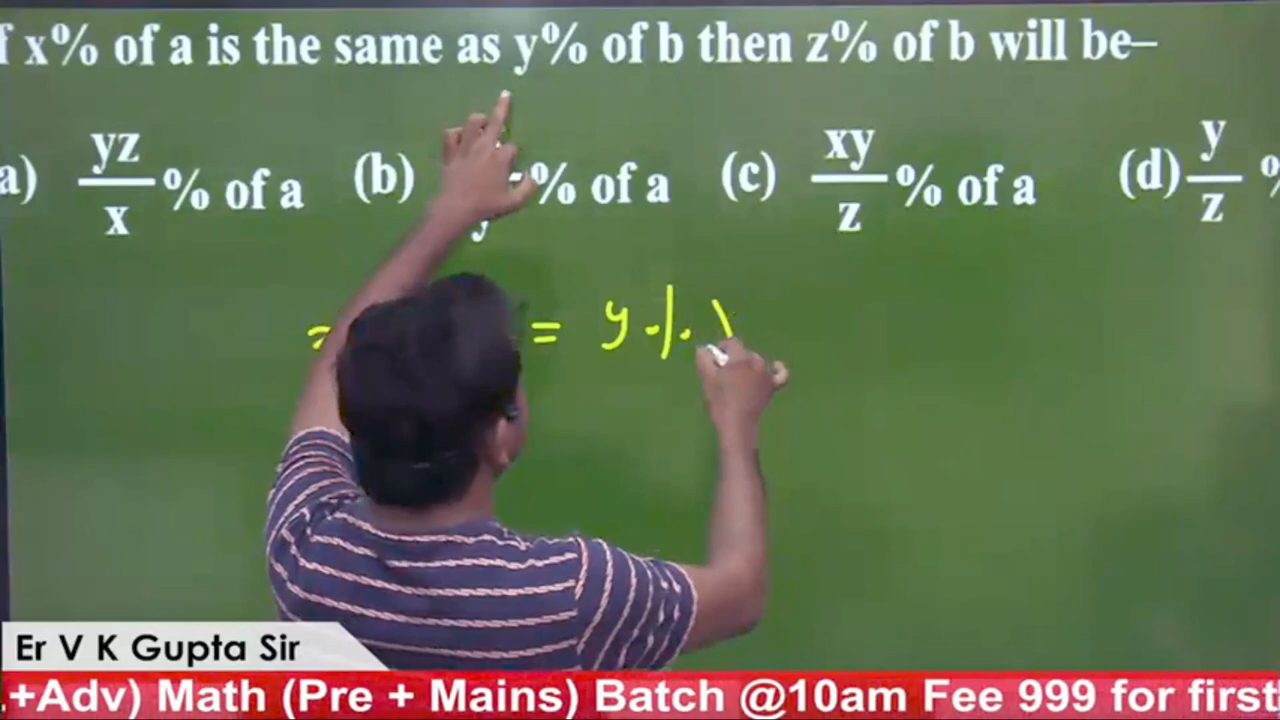 f x% of a is the same as y% of b then z% of b will be–
a) yz/x % of a (b) % of a (c) xy/z % of a (d) y/z %
= = y %
Er V K Gupta Sir
.+Adv) Math (Pre + Mains) Batch @10am Fee 999 for first